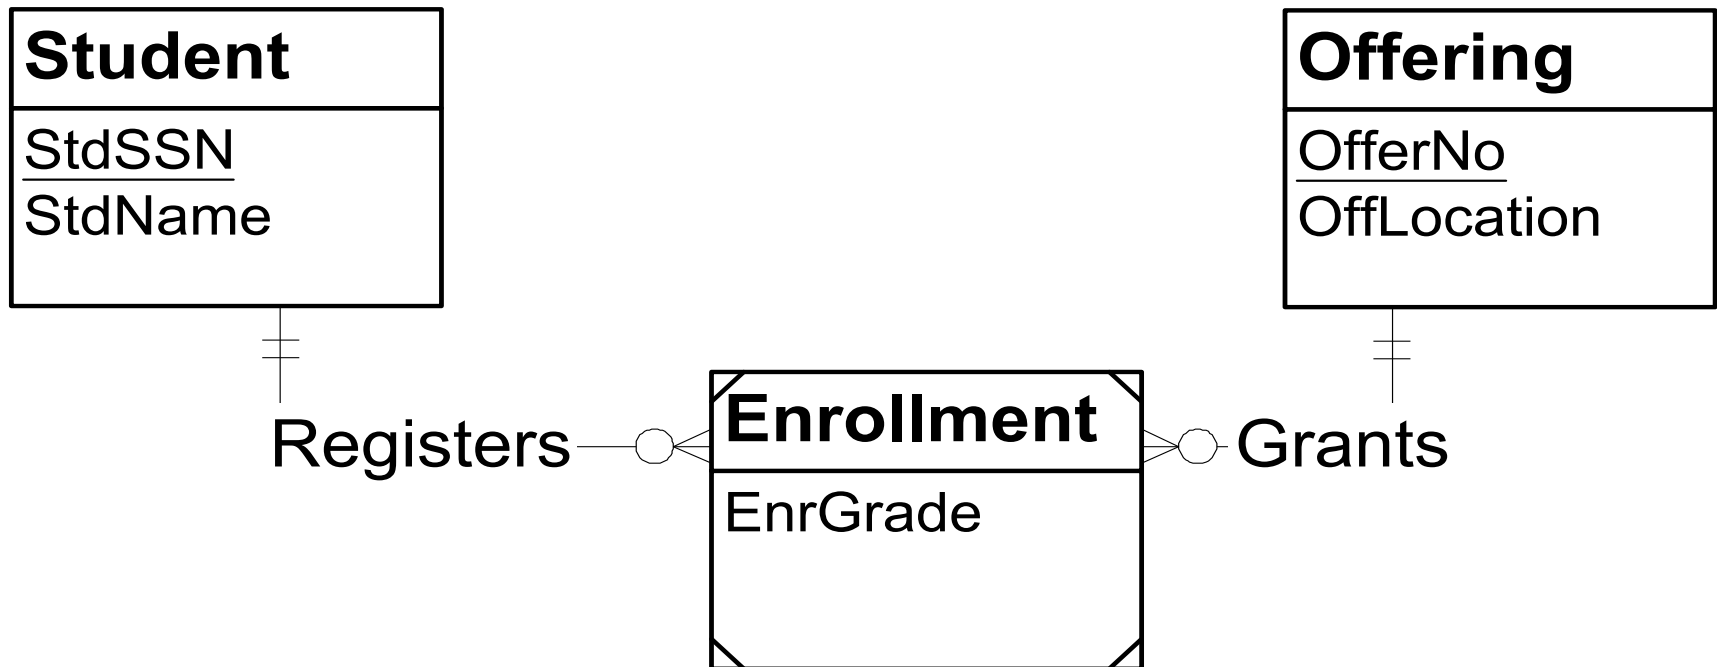 Student
StdSSN
StdName
Offering
OfferNo
OffLocation
Registers
Enrollment
EnrGrade
Grants